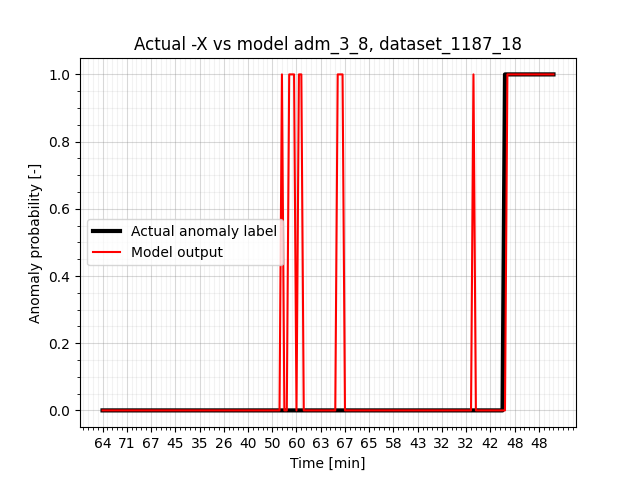 Actual -X vs model adm_3_8, dataset_1187_18
1.0
0.8
0.6
0.4
0.2
0.0
Anomaly probability [-]
Actual anomaly label
Model output
64 71 67 45 35 26 40 50 60 63 67 65 58 43 32 32 42 48 48
Time [min]